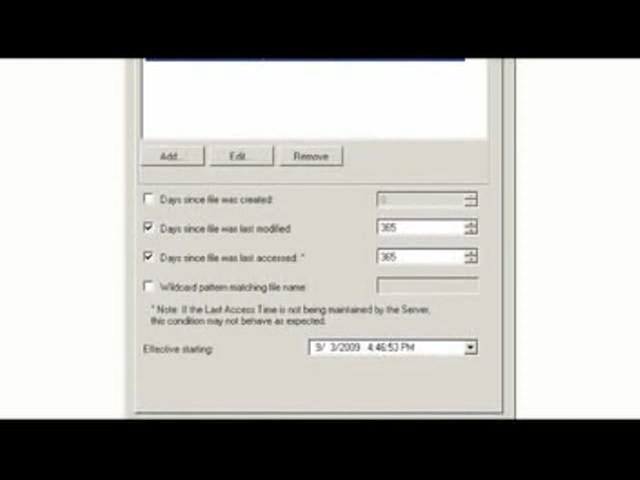 Add...
Edit...
Remove
Days since file was created:
0
Days since file was last modified
365
Days since file was last accessed: *
365
Wildcard pattern matching file name
* Note: If the Last Access Time is not being maintained by the Server,
this condition may not behave as expected.
Effective starting:
9/ 3/2009 4:46:53 PM